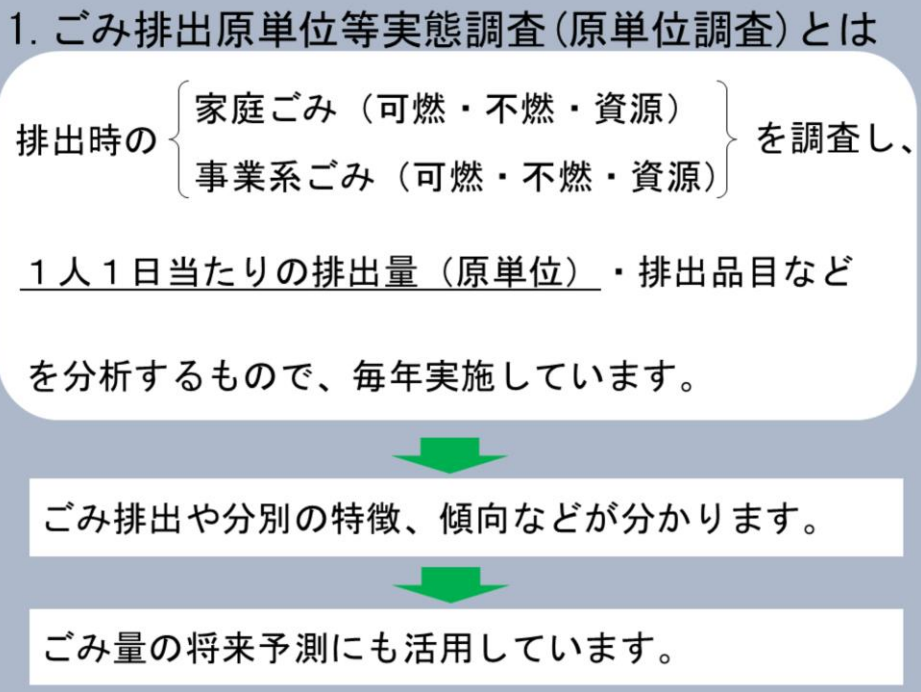 1. ごみ排出原単位等実態調査(原単位調査)とは
排出時の
家庭ごみ（可燃・不燃・資源）
事業系ごみ（可燃・不燃・資源）
を調査し、
１人１日当たりの排出量（原単位）・排出品目など
を分析するもので、毎年実施しています。
ごみ排出や分別の特徴、傾向などが分かります。
ごみ量の将来予測にも活用しています。